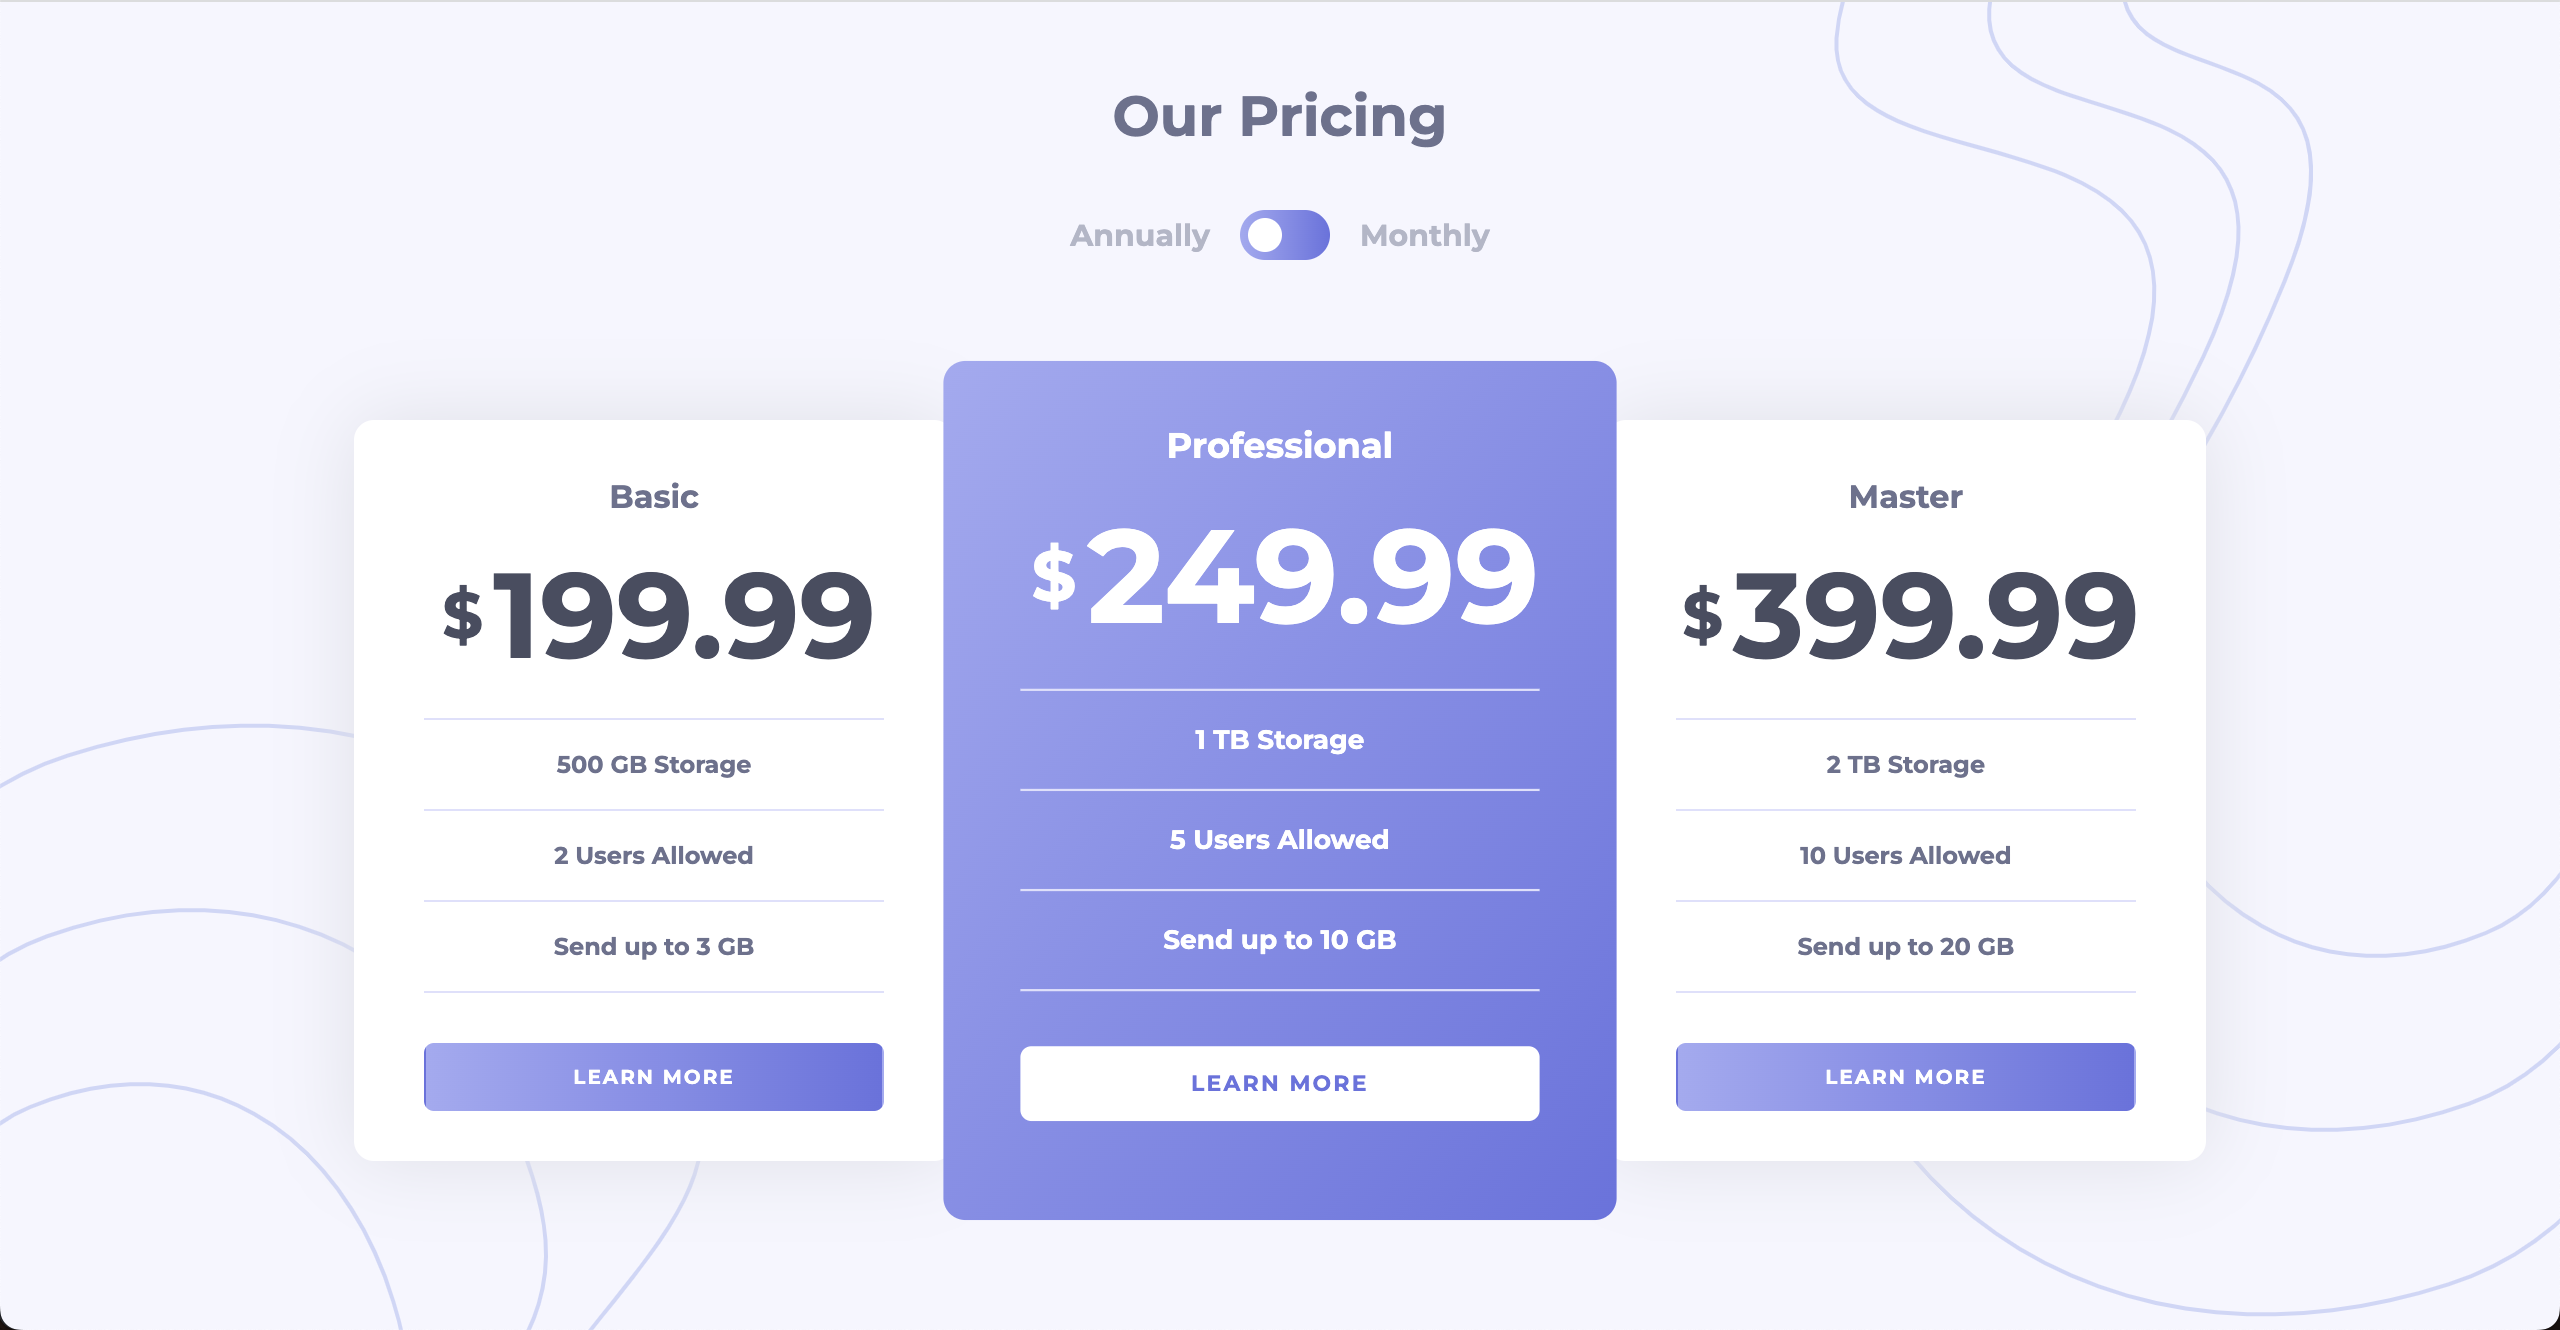 Our Pricing
Annually Monthly
Basic
$199.99
500 GB Storage
2 Users Allowed
Send up to 3 GB
LEARN MORE
Professional
$249.99
1 TB Storage
5 Users Allowed
Send up to 10 GB
LEARN MORE
Master
$399.99
2 TB Storage
10 Users Allowed
Send up to 20 GB
LEARN MORE